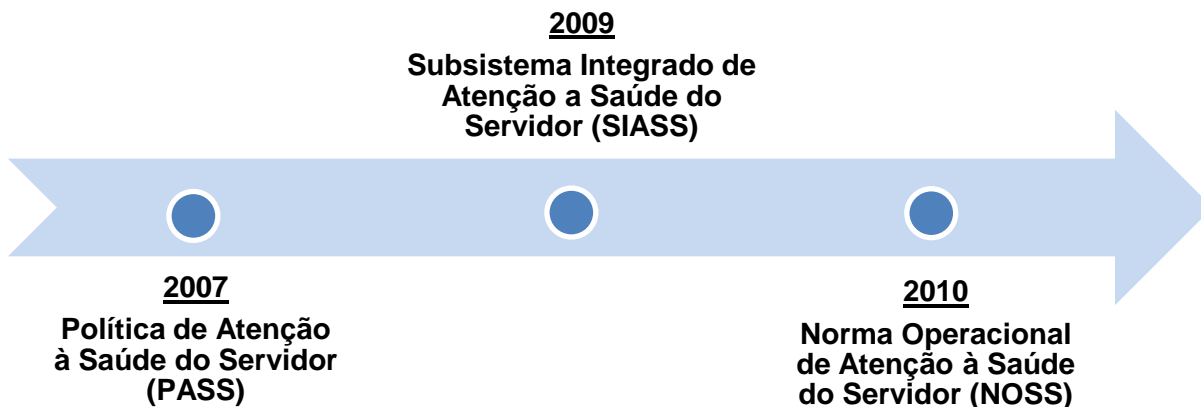 2009
Subsistema Integrado de
Atenção a Saúde do
Servidor (SIASS)
2007
Política de Atenção
à Saúde do Servidor
(PASS)
2010
Norma Operacional
de Atenção à Saúde
do Servidor (NOSS)